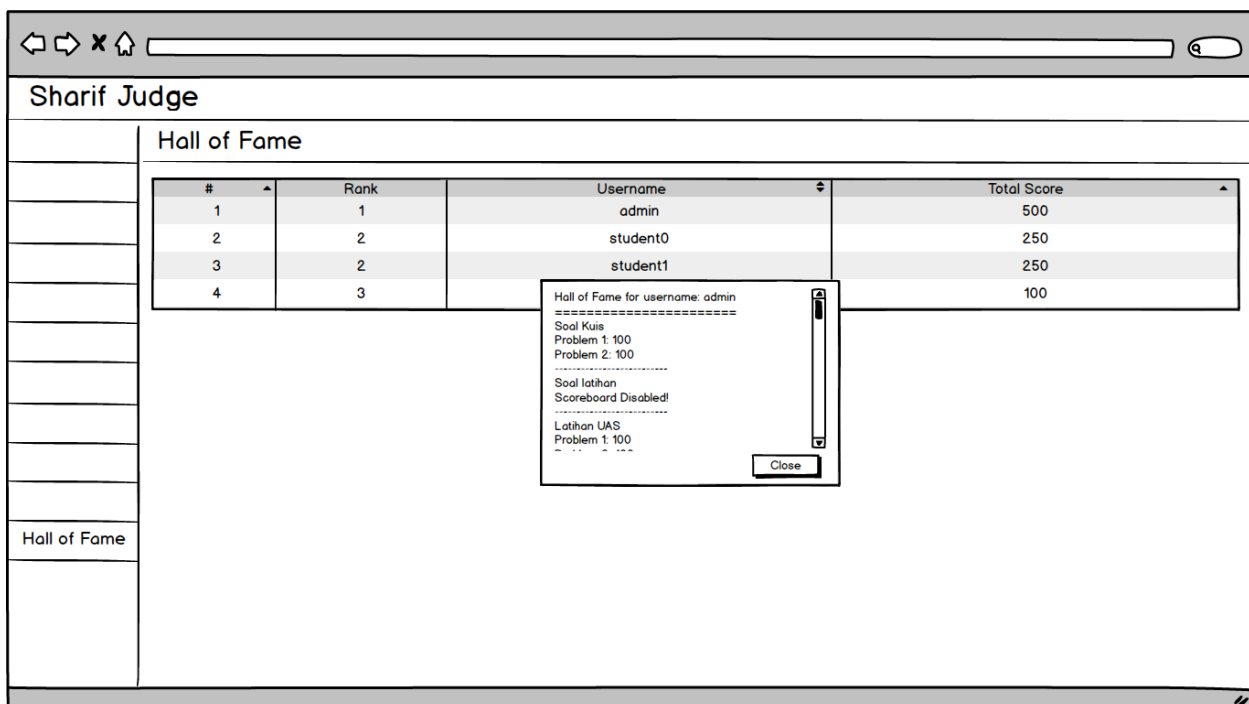 Sharif Judge
Hall of Fame
# Rank Username Total Score
1 1 admin 500
2 2 student0 250
3 2 student1 250
4 3 100
Hall of Fame for username: admin
========================
Soal Kuis
Problem 1: 100
Problem 2: 100
-----------------------
Soal latihan
Scoreboard Disabled!
-----------------------
Latihan UAS
Problem 1: 100
Close
Hall of Fame